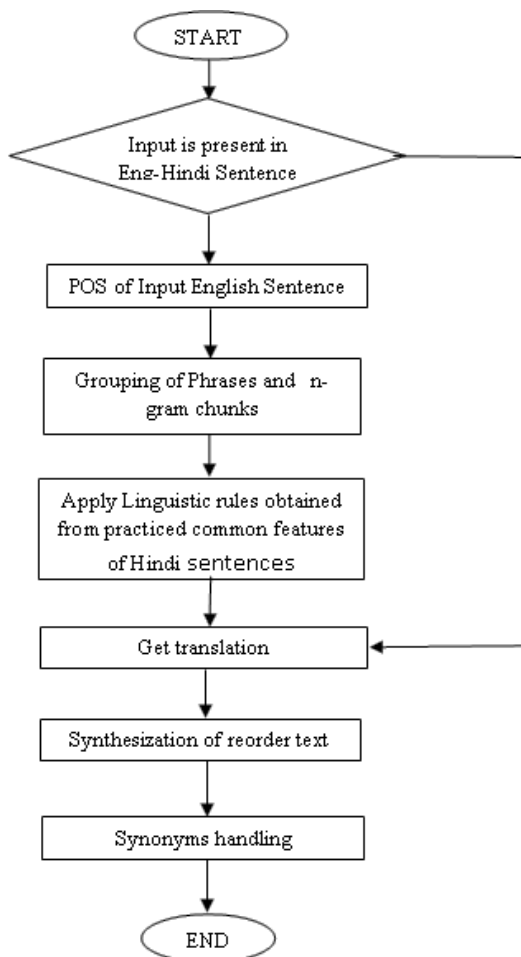 START
Input is present in
Eng-Hindi Sentence
POS of Input English Sentence
Grouping of Phrases and n-
gram chunks
Apply Linguistic rules obtained
from practiced common features
of Hindi sentences
Get translation
Synthesization of reorder text
Synonyms handling
END